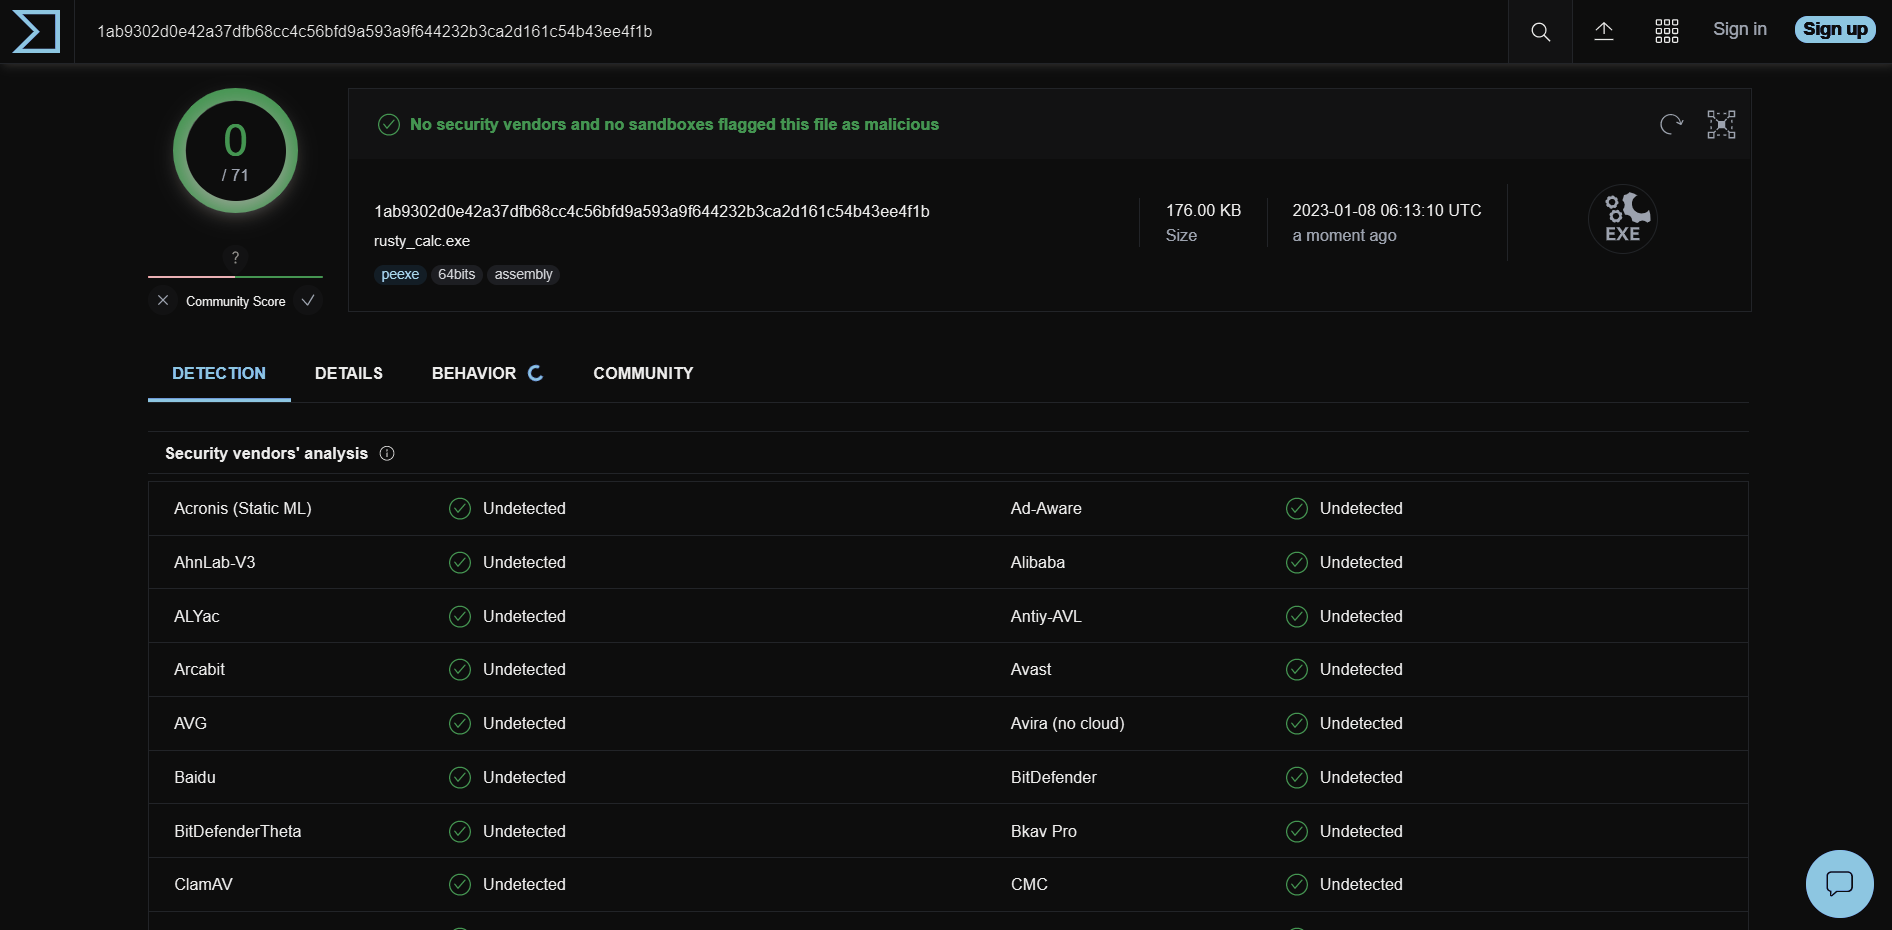 1ab9302d0e42a37dfb68cc4c56bfd9a593a9f644232b3ca2d161c54b43ee4f1b
Sign in
Sign up
0
/ 71
?
Community Score
No security vendors and no sandboxes flagged this file as malicious
1ab9302d0e42a37dfb68cc4c56bfd9a593a9f644232b3ca2d161c54b43ee4f1b
rusty_calc.exe
peexe 64bits assembly
176.00 KB
Size
2023-01-08 06:13:10 UTC
a moment ago
EXE
DETECTION DETAILS BEHAVIOR COMMUNITY
Security vendors' analysis
Acronis (Static ML) Undetected Ad-Aware Undetected
AhnLab-V3 Undetected Alibaba Undetected
ALYac Undetected Antiy-AVL Undetected
Arcabit Undetected Avast Undetected
AVG Undetected Avira (no cloud) Undetected
Baidu Undetected BitDefender Undetected
BitDefenderTheta Undetected Bkav Pro Undetected
ClamAV Undetected CMC Undetected